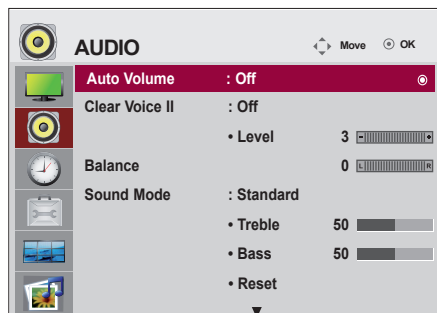 AUDIO Move OK
Auto Volume : Off
Clear Voice II : Off
• Level 3 - +
Balance 0 L R
Sound Mode : Standard
• Treble 50
• Bass 50
• Reset